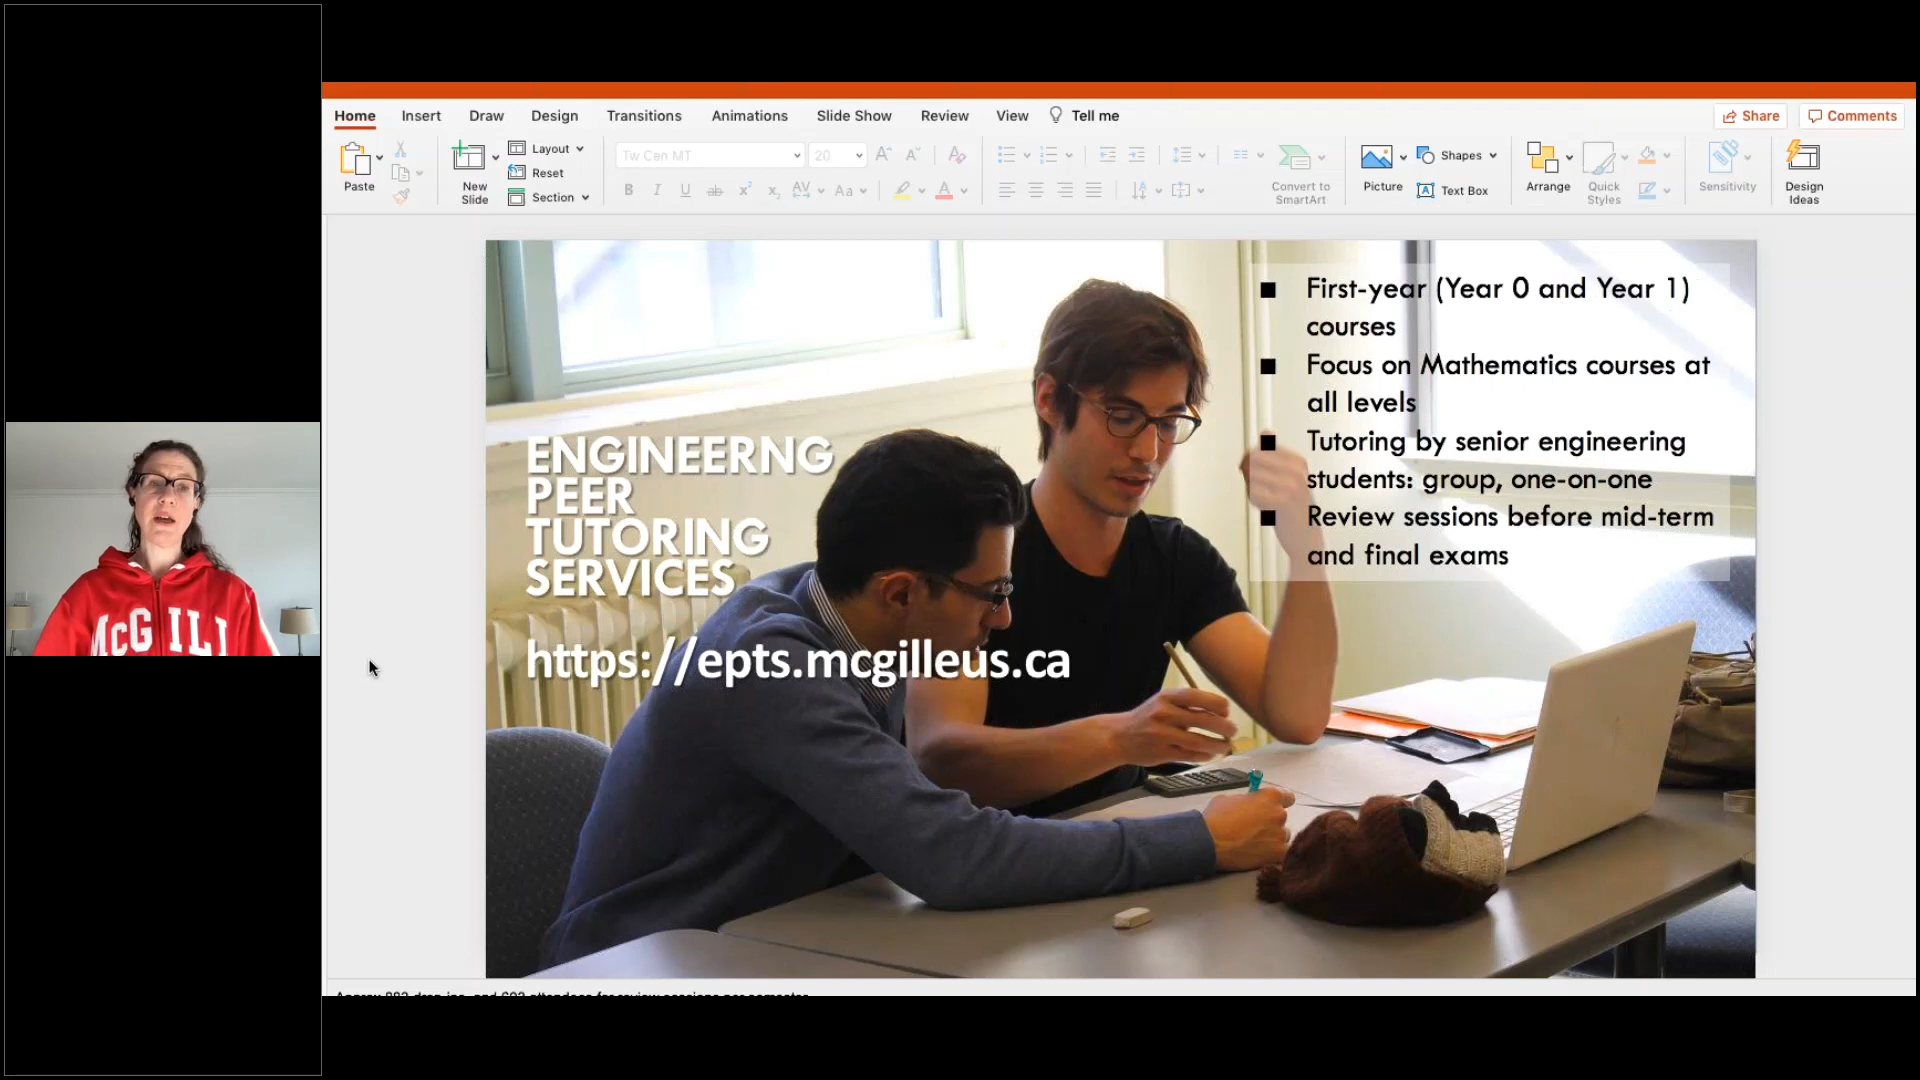 Home Insert Draw Design Transitions Animations Slide Show Review View Tell me Share Comments
Paste
New
Slide
Layout
Reset
Section
Tw Cen MT 20
Convert to
SmartArt
Picture
Shapes
Text Box
Arrange
Quick
Styles
Sensitivity
Design
Ideas
McGILL
ENGINEERNG
PEER
TUTORING
SERVICES
https://epts.mcgilleus.ca
■ First-year (Year 0 and Year 1)
courses
■ Focus on Mathematics courses at
all levels
■ Tutoring by senior engineering
students: group, one-on-one
■ Review sessions before mid-term
and final exams